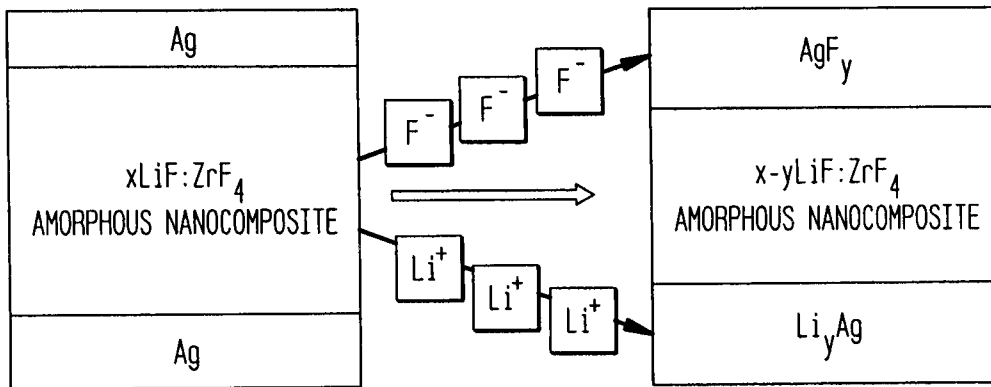 Ag
xLiF:ZrF₄
AMORPHOUS NANOCOMPOSITE
Ag
F⁻
F⁻
F⁻
Li⁺
Li⁺
Li⁺
AgFy
x-yLiF:ZrF₄
AMORPHOUS NANOCOMPOSITE
LiyAg